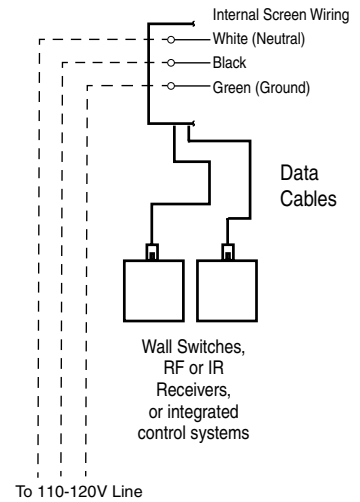 Internal Screen Wiring
White (Neutral)
Black
Green (Ground)
Data
Cables
Wall Switches,
RF or IR
Receivers,
or integrated
control systems
To 110-120V Line